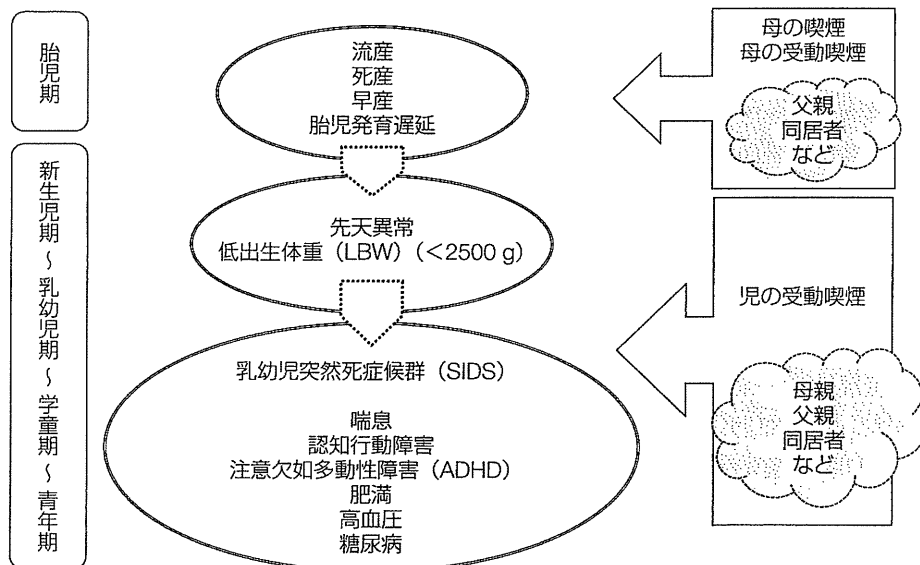 胎児期
流産
死産
早産
胎児発育遅延
母の喫煙
母の受動喫煙
父親
同居者
など
新生児期~乳幼児期~学童期~青年期
先天異常
低出生体重(LBW)(<2500 g)
児の受動喫煙
乳幼児突然死症候群(SIDS)
喘息
認知行動障害
注意欠如多動性障害(ADHD)
肥満
高血圧
糖尿病
母親
父親
同居者
など